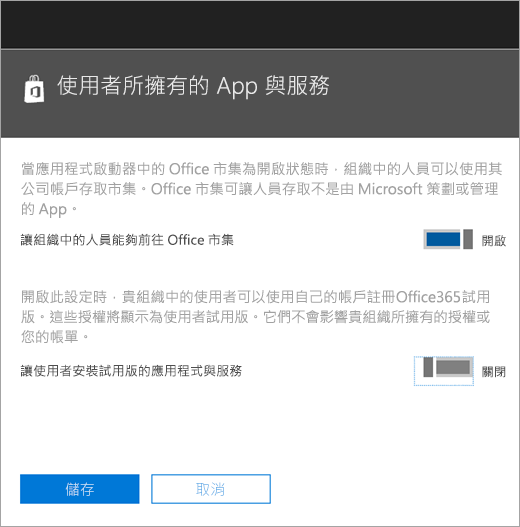 使用者所擁有的 App 與服務
當應用程式啟動器中的 Office 市集為開啟狀態時，組織中的人員可以使用其
公司帳戶存取市集。Office 市集可讓人員存取不是由 Microsoft 策劃或管理
的 App。
讓組織中的人員能夠前往 Office 市集 開啟
開啟此設定時，貴組織中的使用者可以使用自己的帳戶註冊Office365試用
版。這些授權將顯示為使用者試用版。它們不會影響貴組織所擁有的授權或
您的帳單。
讓使用者安裝試用版的應用程式與服務 關閉
儲存 取消